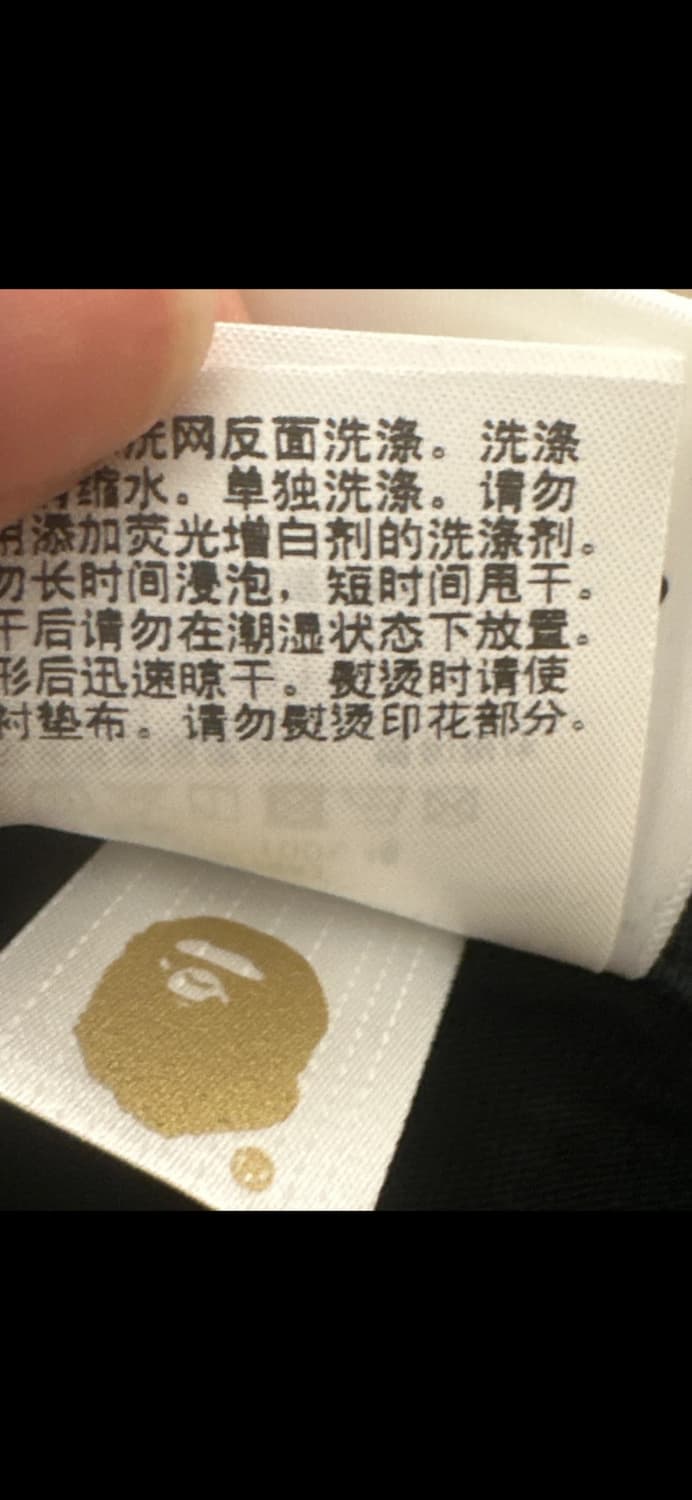 洗网反面洗涤。洗涤
缩水。单独洗涤。请勿
用添加荧光增白剂的洗涤剂。
勿长时间浸泡，短时间甩干。
干后请勿在潮湿状态下放置。
形后迅速晾干。熨烫时请使
衬垫布。请勿熨烫印花部分。